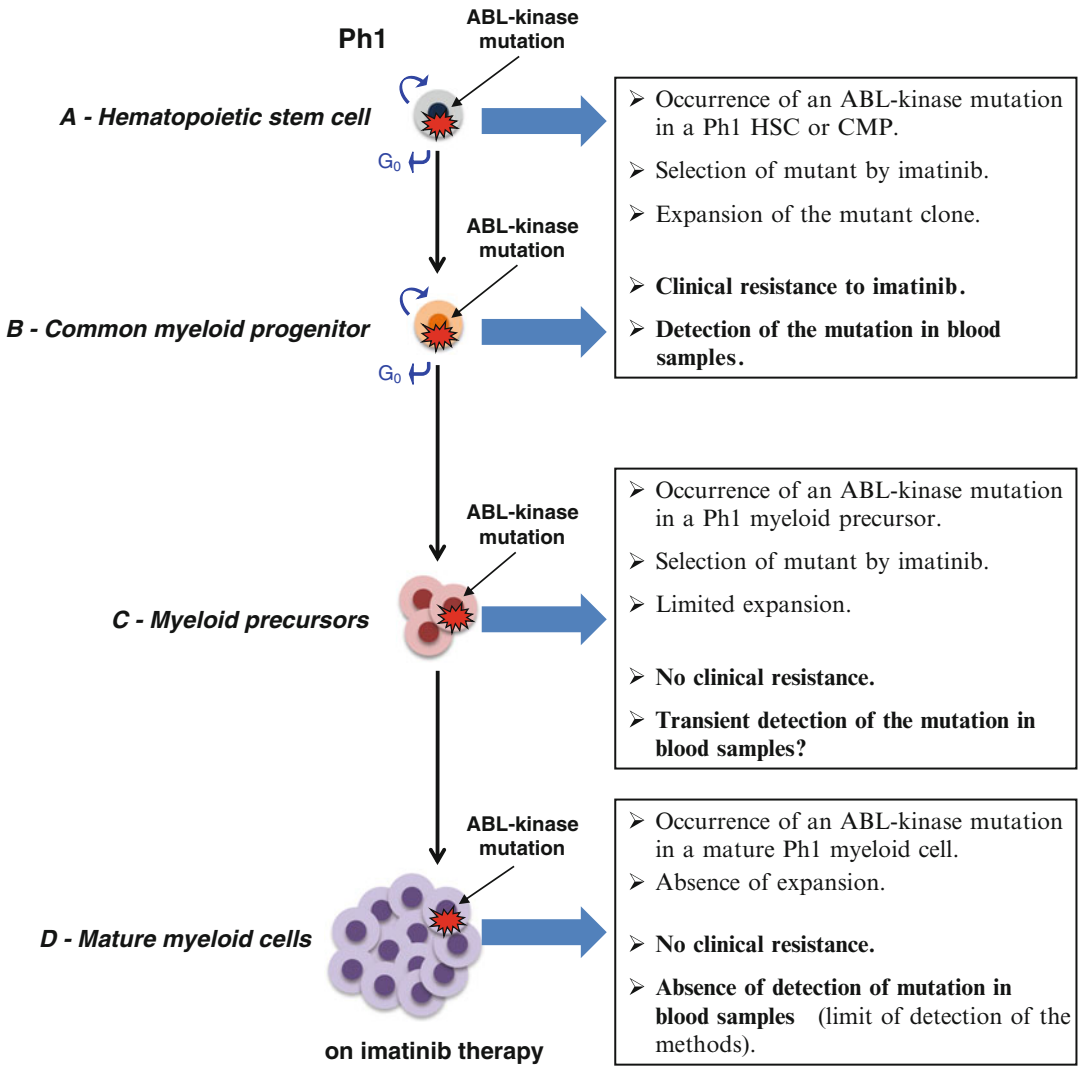 Ph1
ABL-kinase
mutation
A - Hematopoietic stem cell
G₀
➢ Occurrence of an ABL-kinase mutation
in a Ph1 HSC or CMP.
➢ Selection of mutant by imatinib.
➢ Expansion of the mutant clone.
➢ Clinical resistance to imatinib.
➢ Detection of the mutation in blood
samples.
ABL-kinase
mutation
B - Common myeloid progenitor
G₀
ABL-kinase
mutation
C - Myeloid precursors
➢ Occurrence of an ABL-kinase mutation
in a Ph1 myeloid precursor.
➢ Selection of mutant by imatinib.
➢ Limited expansion.
➢ No clinical resistance.
➢ Transient detection of the mutation in
blood samples?
ABL-kinase
mutation
D - Mature myeloid cells
➢ Occurrence of an ABL-kinase mutation
in a mature Ph1 myeloid cell.
➢ Absence of expansion.
➢ No clinical resistance.
➢ Absence of detection of mutation in
blood samples (limit of detection of the
methods).
on imatinib therapy